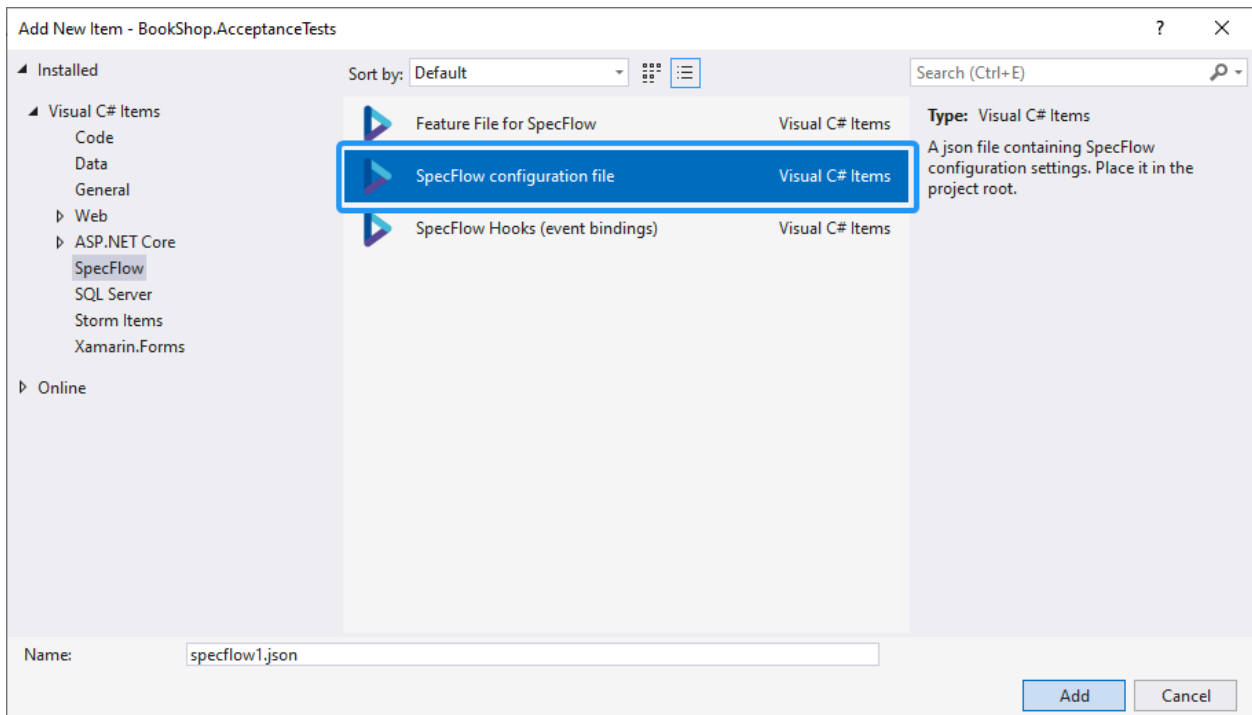 Add New Item - BookShop.AcceptanceTests
?
Installed
Sort by: Default
Search (Ctrl+E)
Visual C# Items
Code
Data
General
Web
ASP.NET Core
SpecFlow
SQL Server
Storm Items
Xamarin.Forms
Online
Feature File for SpecFlow Visual C# Items
SpecFlow configuration file Visual C# Items
SpecFlow Hooks (event bindings) Visual C# Items
Type: Visual C# Items
A json file containing SpecFlow
configuration settings. Place it in the
project root.
Name: specflow1.json
Add Cancel